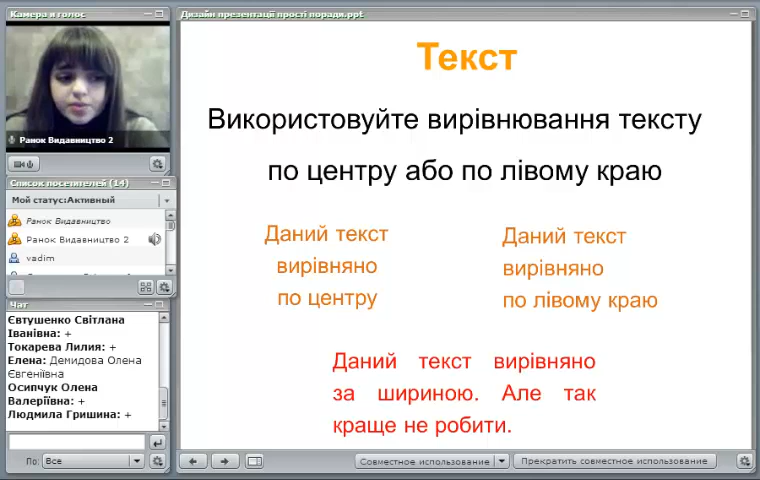 Камера и голос
Ранок Видавництво 2
Список посетителей (14)
Мой статус:Активный
Ранок Видавництво
Ранок Видавництво 2
vadim
Чат
Євтушенко Світлана
Іванівна: +
Токарева Лилия: +
Елена: Демидова Олена
Євгеніївна
Осипчук Олена
Валеріївна: +
Людмила Гришина: +
По:
Все
Дизайн презентації прості поради.ppt
Текст
Використовуйте вирівнювання тексту
по центру або по лівому краю
Даний текст
вирівняно
по центру
Даний текст
вирівняно
по лівому краю
Даний текст вирівняно
за шириною. Але так
краще не робити.
Совместное использование
Прекратить совместное использование